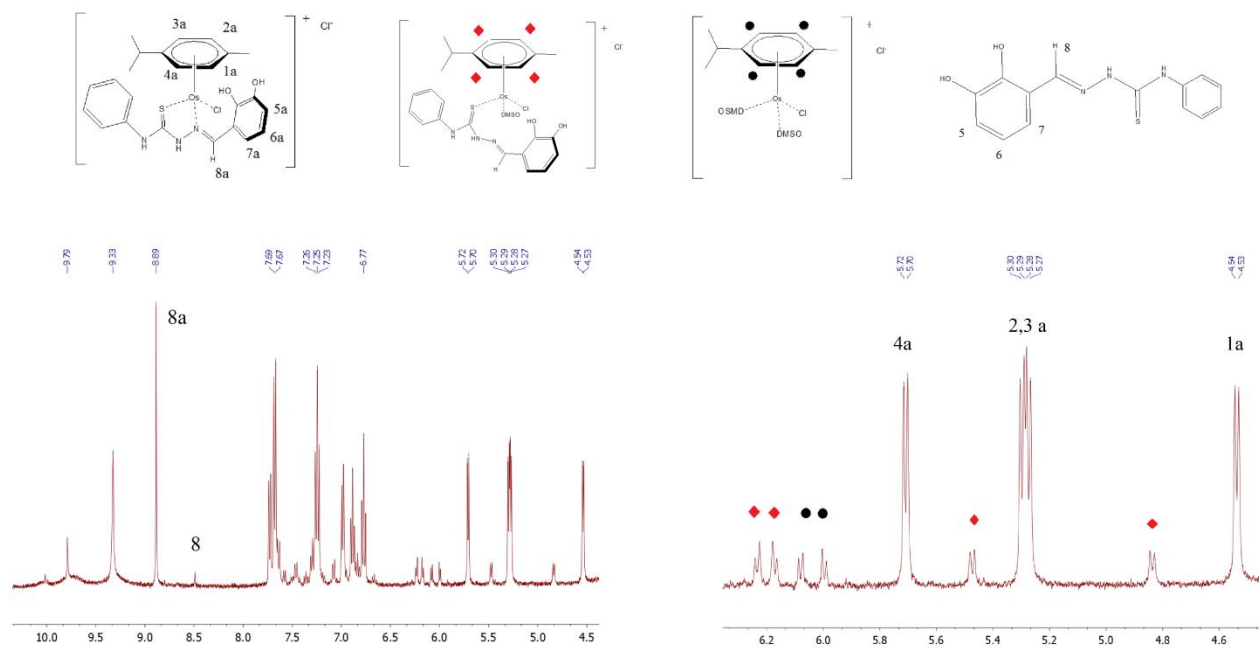 +
Cl⁻
3a
2a
4a
1a
Os
HO
OH
S
Cl
N
5a
6a
7a
N
H
NH
H
8a
+
Cl⁻
Os
S
Cl
DMSO
HO
OH
N
H
HN
N
H
+
Cl⁻
Os
OSMD
Cl
DMSO
H
8
OH
HO
H
N
H
N
N
S
5
7
6
9.79
9.33
8.89
7.69
7.67
7.26
7.25
7.23
6.77
5.72
5.70
5.30
5.29
5.28
5.27
4.54
4.53
8a
8
10.0 9.5 9.0 8.5 8.0 7.5 7.0 6.5 6.0 5.5 5.0 4.5
5.72
5.70
5.30
5.29
5.28
5.27
4.54
4.53
4a
2,3 a
1a
6.2 6.0 5.8 5.6 5.4 5.2 5.0 4.8 4.6